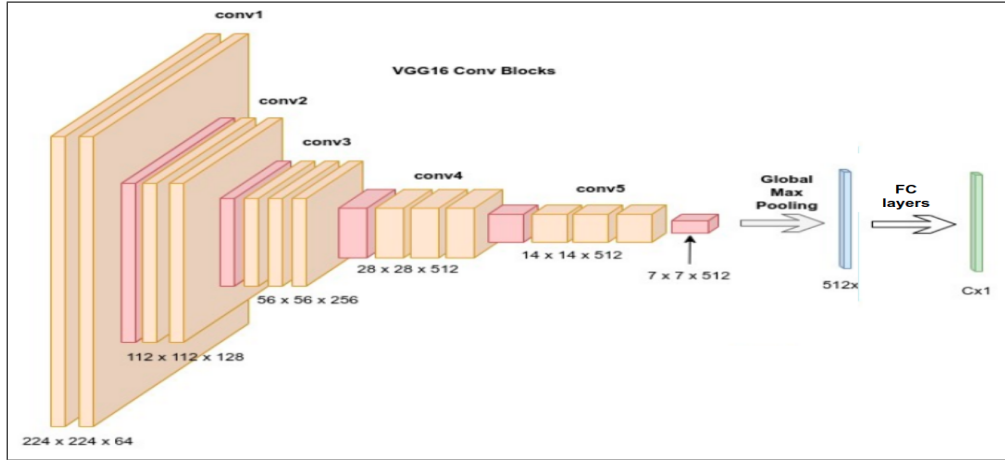 conv1
VGG16 Conv Blocks
conv2
conv3
conv4
conv5
Global
Max
Pooling
FC
layers
224 x 224 x 64
112 x 112 x 128
56 x 56 x 256
28 x 28 x 512
14 x 14 x 512
7 x 7 x 512
512x
Cx1